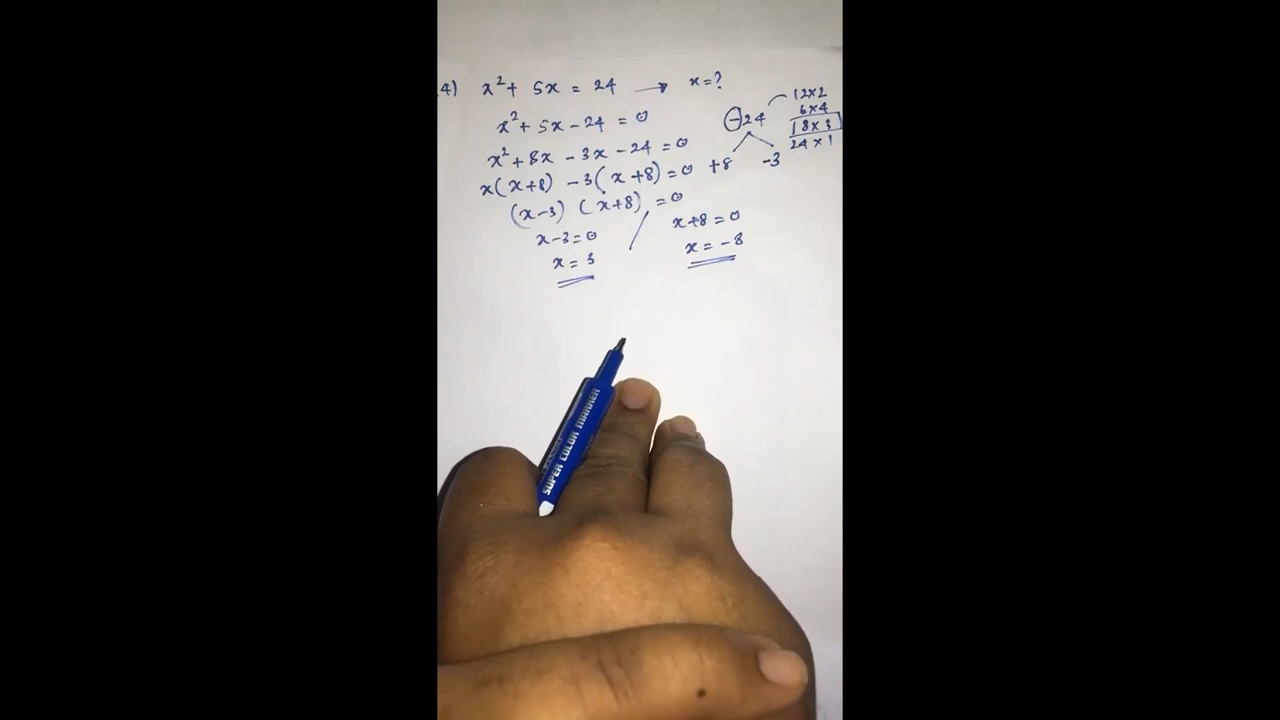 4) x² + 5x = 24 → x = ?
x² + 5x - 24 = 0
x² + 8x - 3x - 24 = 0
x(x+8) - 3(x+8) = 0
(x-3) (x+8) = 0
x-3 = 0
x = 3
x+8 = 0
x = -8
-24
+8 -3
12×2
6×4
8×3
24×1
SUPER COLOR MARKER